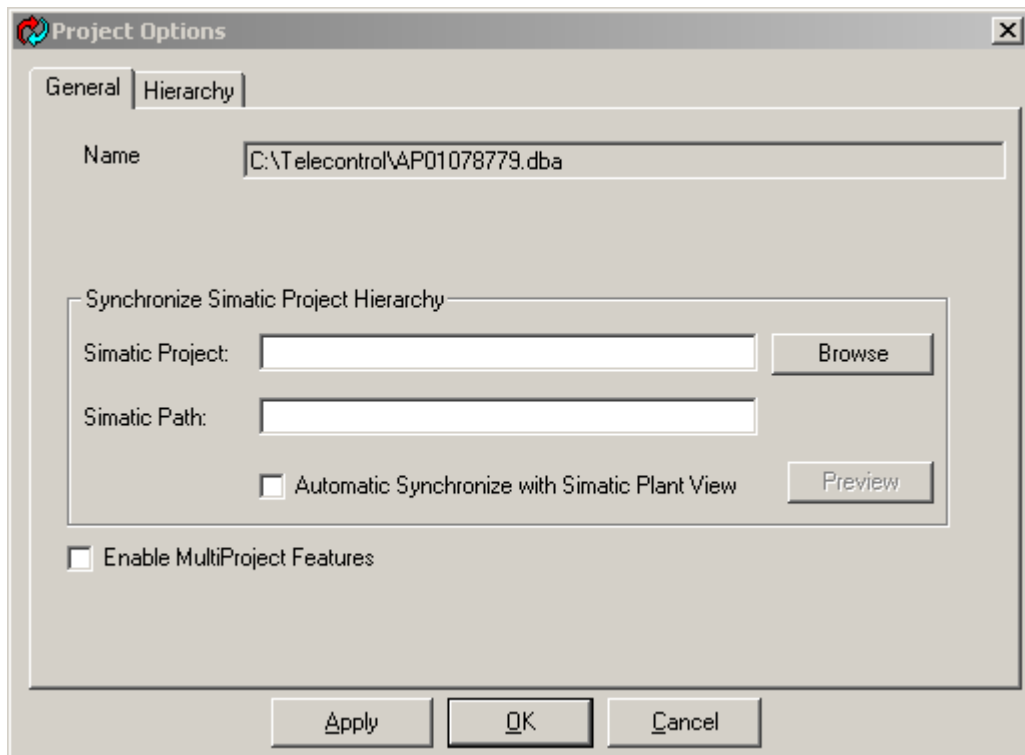 Project Options
General
Hierarchy
Name
C:\Telecontrol\AP01078779.dba
Synchronize Simatic Project Hierarchy
Simatic Project:
Browse
Simatic Path:
Automatic Synchronize with Simatic Plant View
Preview
Enable MultiProject Features
Apply
OK
Cancel